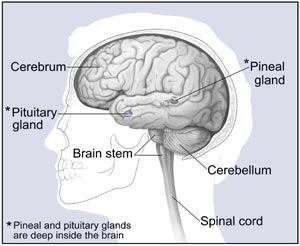 Cerebrum
* Pineal
gland
* Pituitary
gland
Brain stem
Cerebellum
Spinal cord
* Pineal and pituitary glands
are deep inside the brain